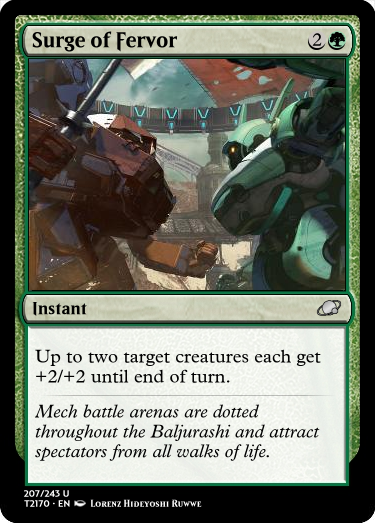 Surge of Fervor 2
Instant
Up to two target creatures each get
+2/+2 until end of turn.
Mech battle arenas are dotted
throughout the Baljurashi and attract
spectators from all walks of life.
207/243 U
T2170 • EN Lorenz Hideyoshi Ruwwe